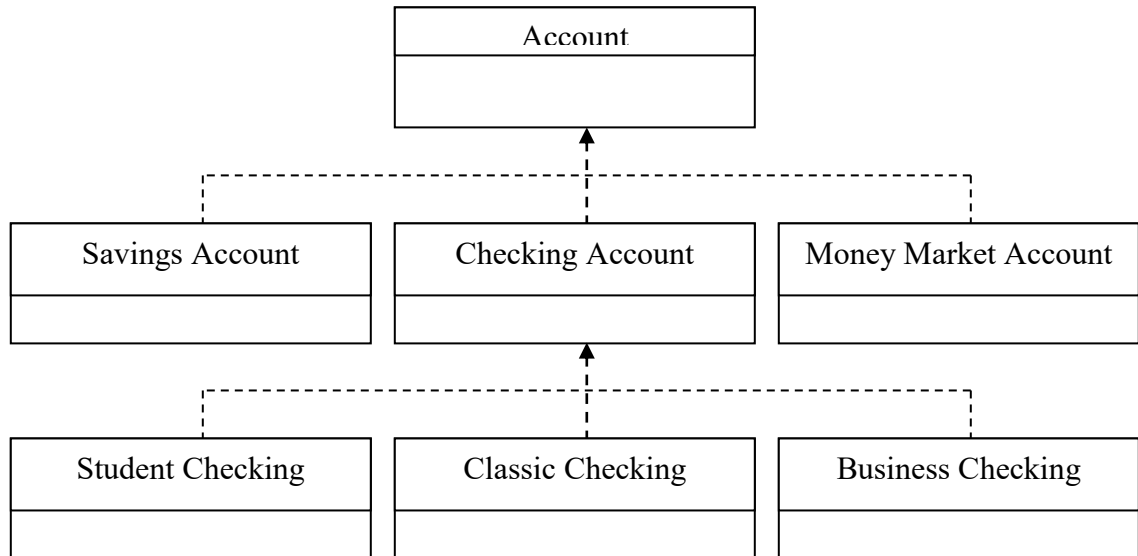 Account
Savings Account
Checking Account
Money Market Account
Student Checking
Classic Checking
Business Checking